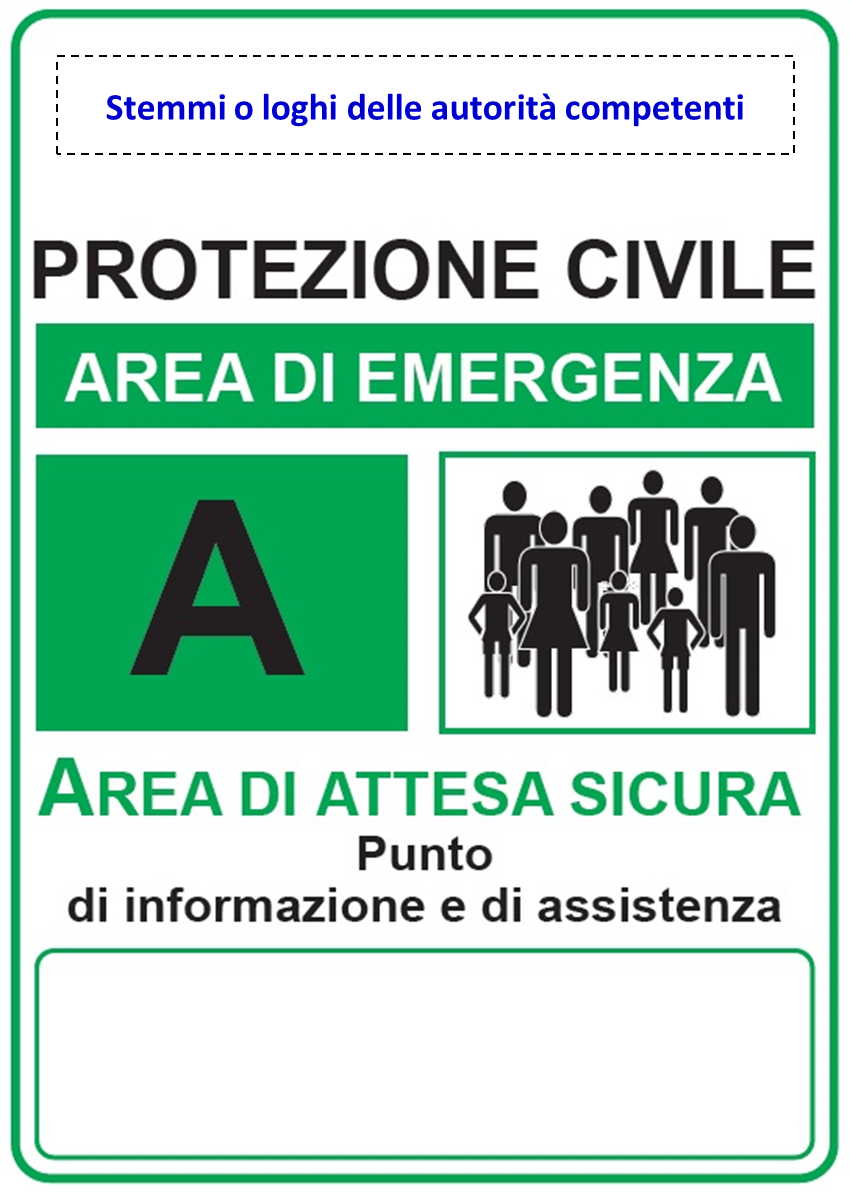 Stemmi o loghi delle autorità competenti
PROTEZIONE CIVILE
AREA DI EMERGENZA
A
AREA DI ATTESA SICURA
Punto
di informazione e di assistenza